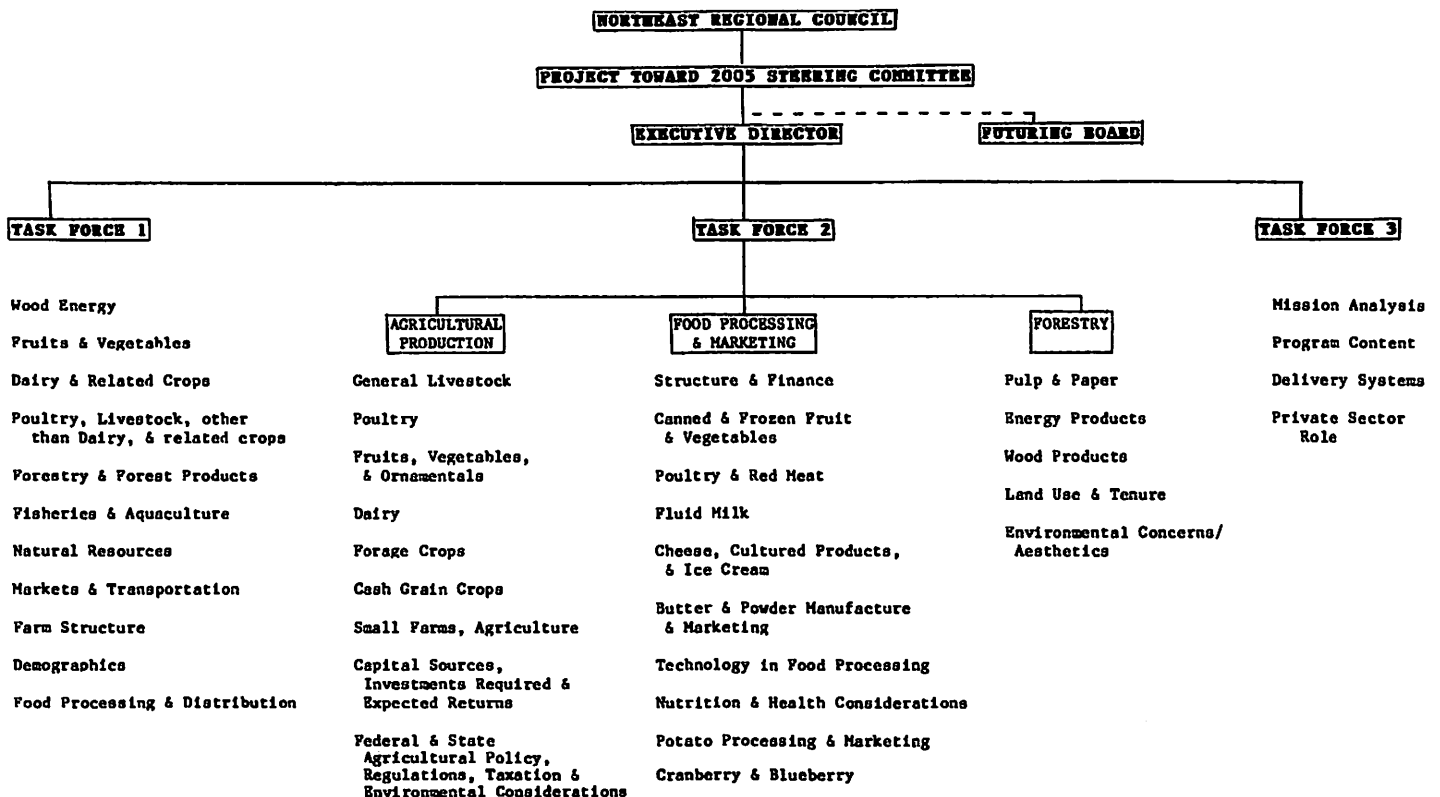 NORTHEAST REGIONAL COUNCIL
PROJECT TOWARD 2005 STEERING COMMITTEE
EXECUTIVE DIRECTOR
FUTURING BOARD
TASK FORCE 1
TASK FORCE 2
TASK FORCE 3
Wood Energy
Fruits & Vegetables
Dairy & Related Crops
Poultry, Livestock, other
than Dairy, & related crops
Forestry & Forest Products
Fisheries & Aquaculture
Natural Resources
Markets & Transportation
Farm Structure
Demographics
Food Processing & Distribution
AGRICULTURAL
PRODUCTION
General Livestock
Poultry
Fruits, Vegetables,
& Ornamentals
Dairy
Forage Crops
Cash Grain Crops
Small Farms, Agriculture
Capital Sources,
Investments Required &
Expected Returns
Federal & State
Agricultural Policy,
Regulations, Taxation &
Environmental Considerations
FOOD PROCESSING
& MARKETING
Structure & Finance
Canned & Frozen Fruit
& Vegetables
Poultry & Red Meat
Fluid Milk
Cheese, Cultured Products,
& Ice Cream
Butter & Powder Manufacture
& Marketing
Technology in Food Processing
Nutrition & Health Considerations
Potato Processing & Marketing
Cranberry & Blueberry
FORESTRY
Pulp & Paper
Energy Products
Wood Products
Land Use & Tenure
Environmental Concerns/
Aesthetics
Mission Analysis
Program Content
Delivery Systems
Private Sector
Role